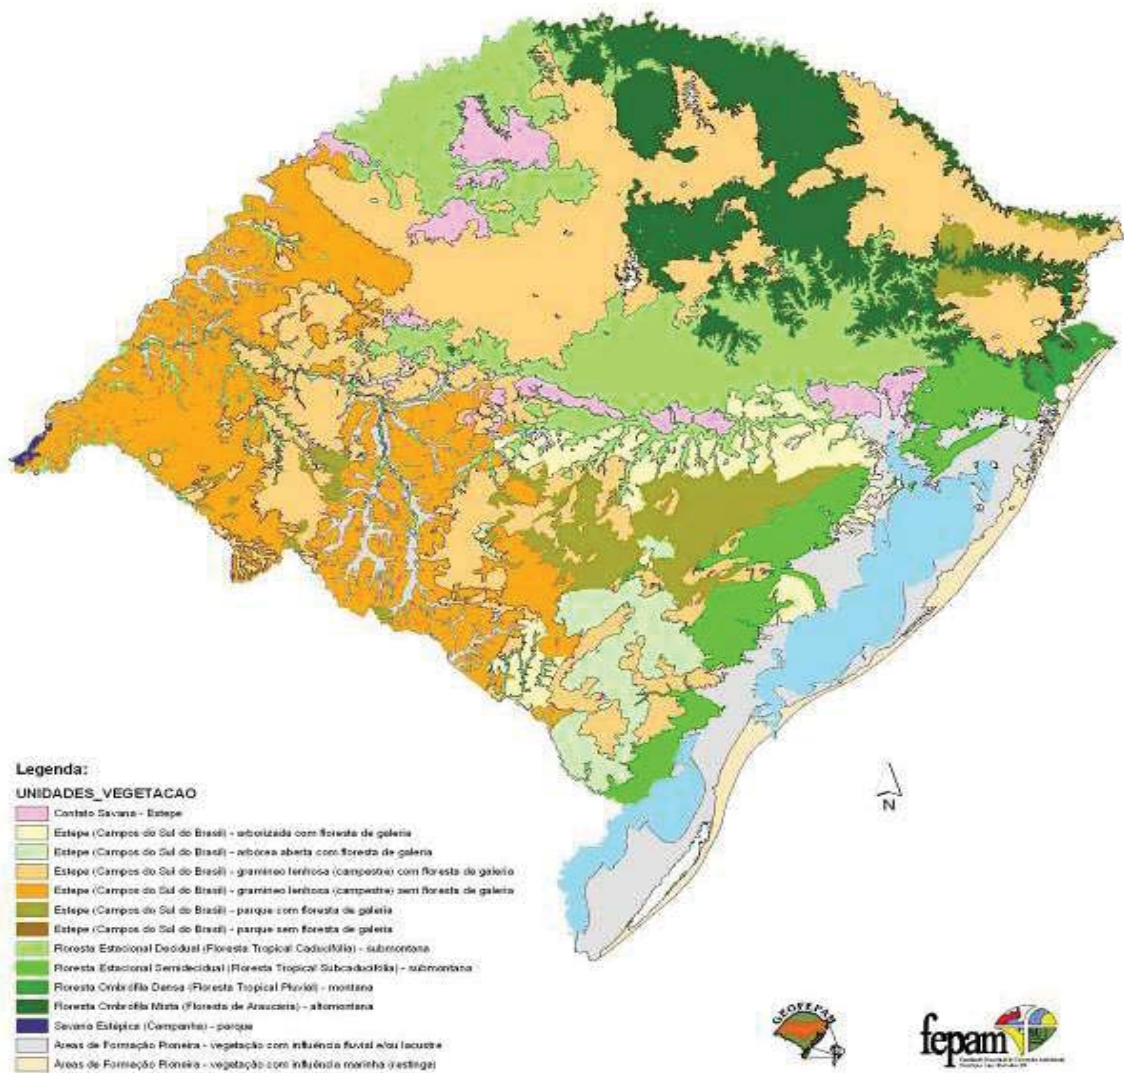 Legenda:
UNIDADES_VEGETACAO
Contato Savana - Estepe
Estepe (Campos do Sul do Brasil) - arborizada com floresta de galeria
Estepe (Campos do Sul do Brasil) - arbórea aberta com floresta de galeria
Estepe (Campos do Sul do Brasil) - gramíneo lenhosa (campestre) com floresta de galeria
Estepe (Campos do Sul do Brasil) - gramíneo lenhosa (campestre) sem floresta de galeria
Estepe (Campos do Sul do Brasil) - parque com floresta de galeria
Estepe (Campos do Sul do Brasil) - parque sem floresta de galeria
Floresta Estacional Decidual (Floresta Tropical Caducifólia) - submontana
Floresta Estacional Semidecidual (Floresta Tropical Subcaducifólia) - submontana
Floresta Ombrófila Densa (Floresta Tropical Pluvial) - montana
Floresta Ombrófila Mista (Floresta de Araucária) - altomontana
Savana Estépica (Campanha) - parque
Áreas de Formação Pioneira - vegetação com influência fluvial e/ou lacustre
Áreas de Formação Pioneira - vegetação com influência marinha (restinga)
N
GEOFEPAM
fepam